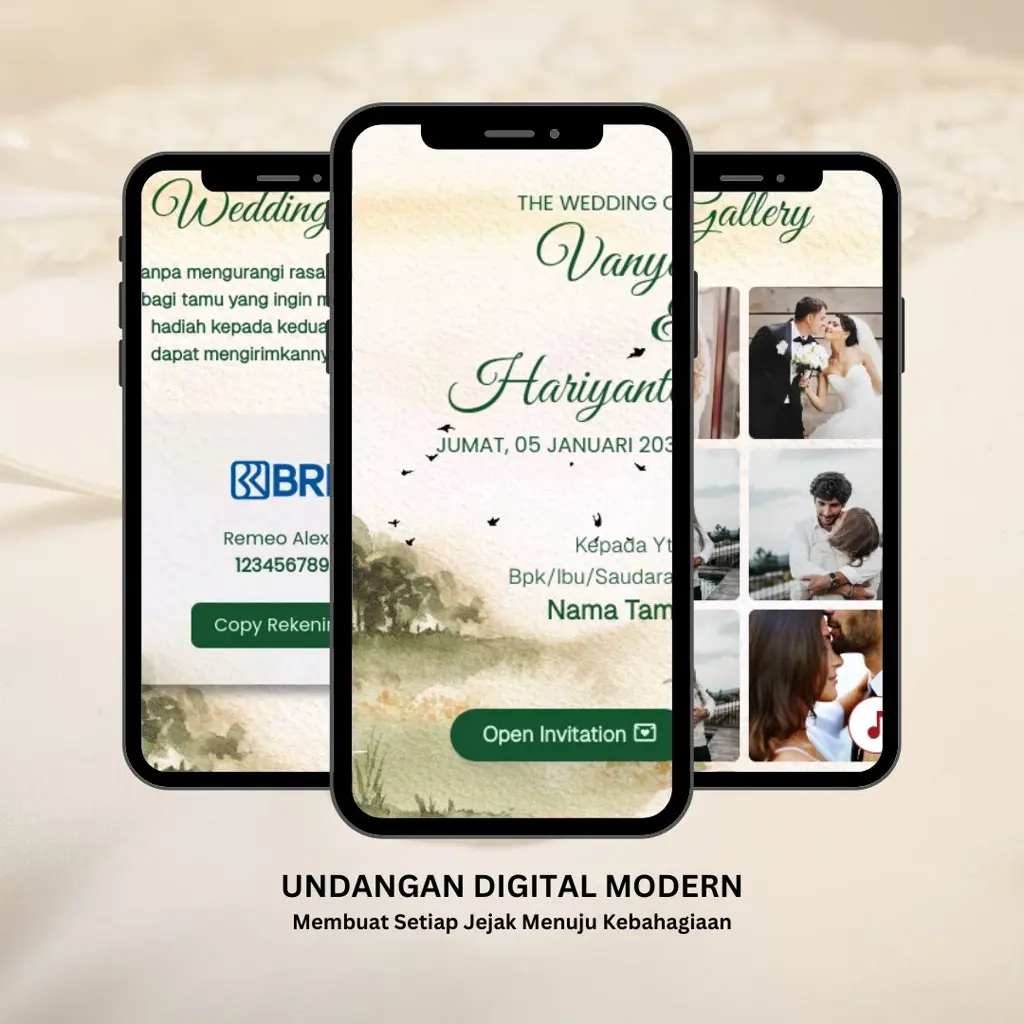 Wedding
anpa mengurangi rasa
bagi tamu yang ingin m
hadiah kepada kedua
dapat mengirimkanny
BRI
Remeo Alex
123456789
Copy Rekenin
THE WEDDING O
Vanya
&
Hariyant
JUMAT, 05 JANUARI 203
Kepada Yt
Bpk/Ibu/Saudara
Nama Tam
Open Invitation
Gallery
UNDANGAN DIGITAL MODERN
Membuat Setiap Jejak Menuju Kebahagiaan